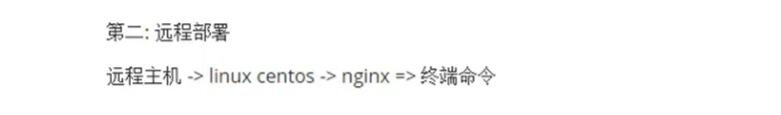 第二: 远程部署
远程主机 -> linux centos -> nginx => 终端命令